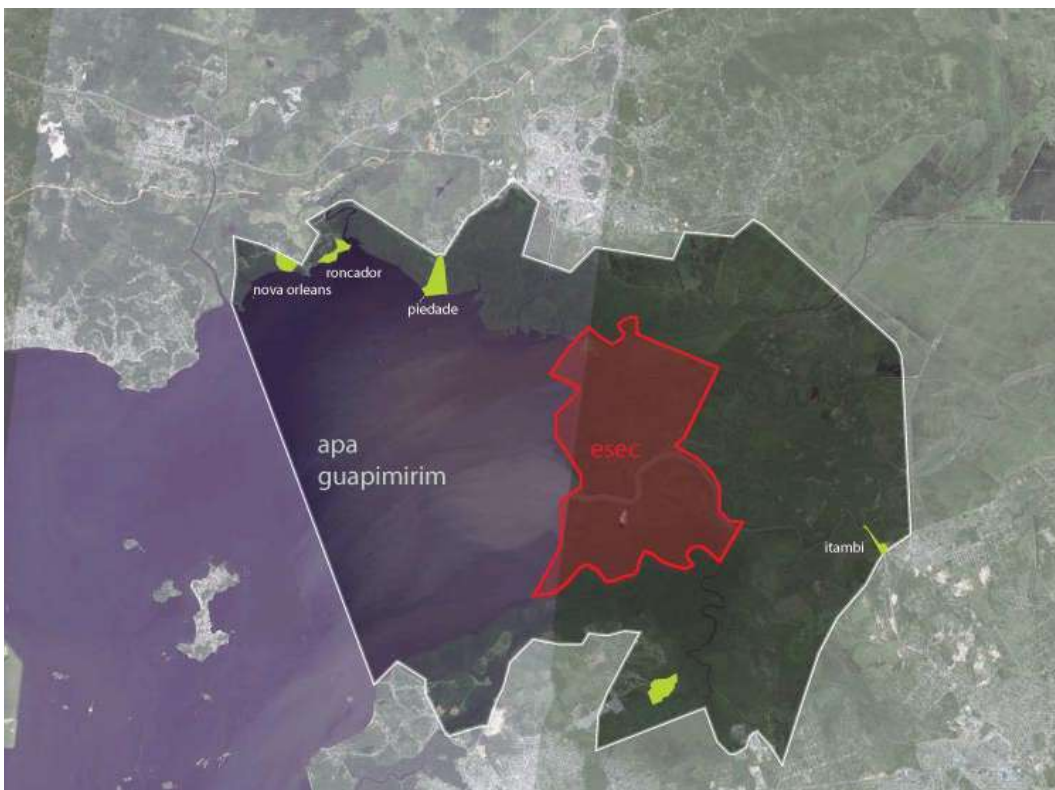 roncador
nova orleans
piedade
apa
guapimirim
esec
itambi